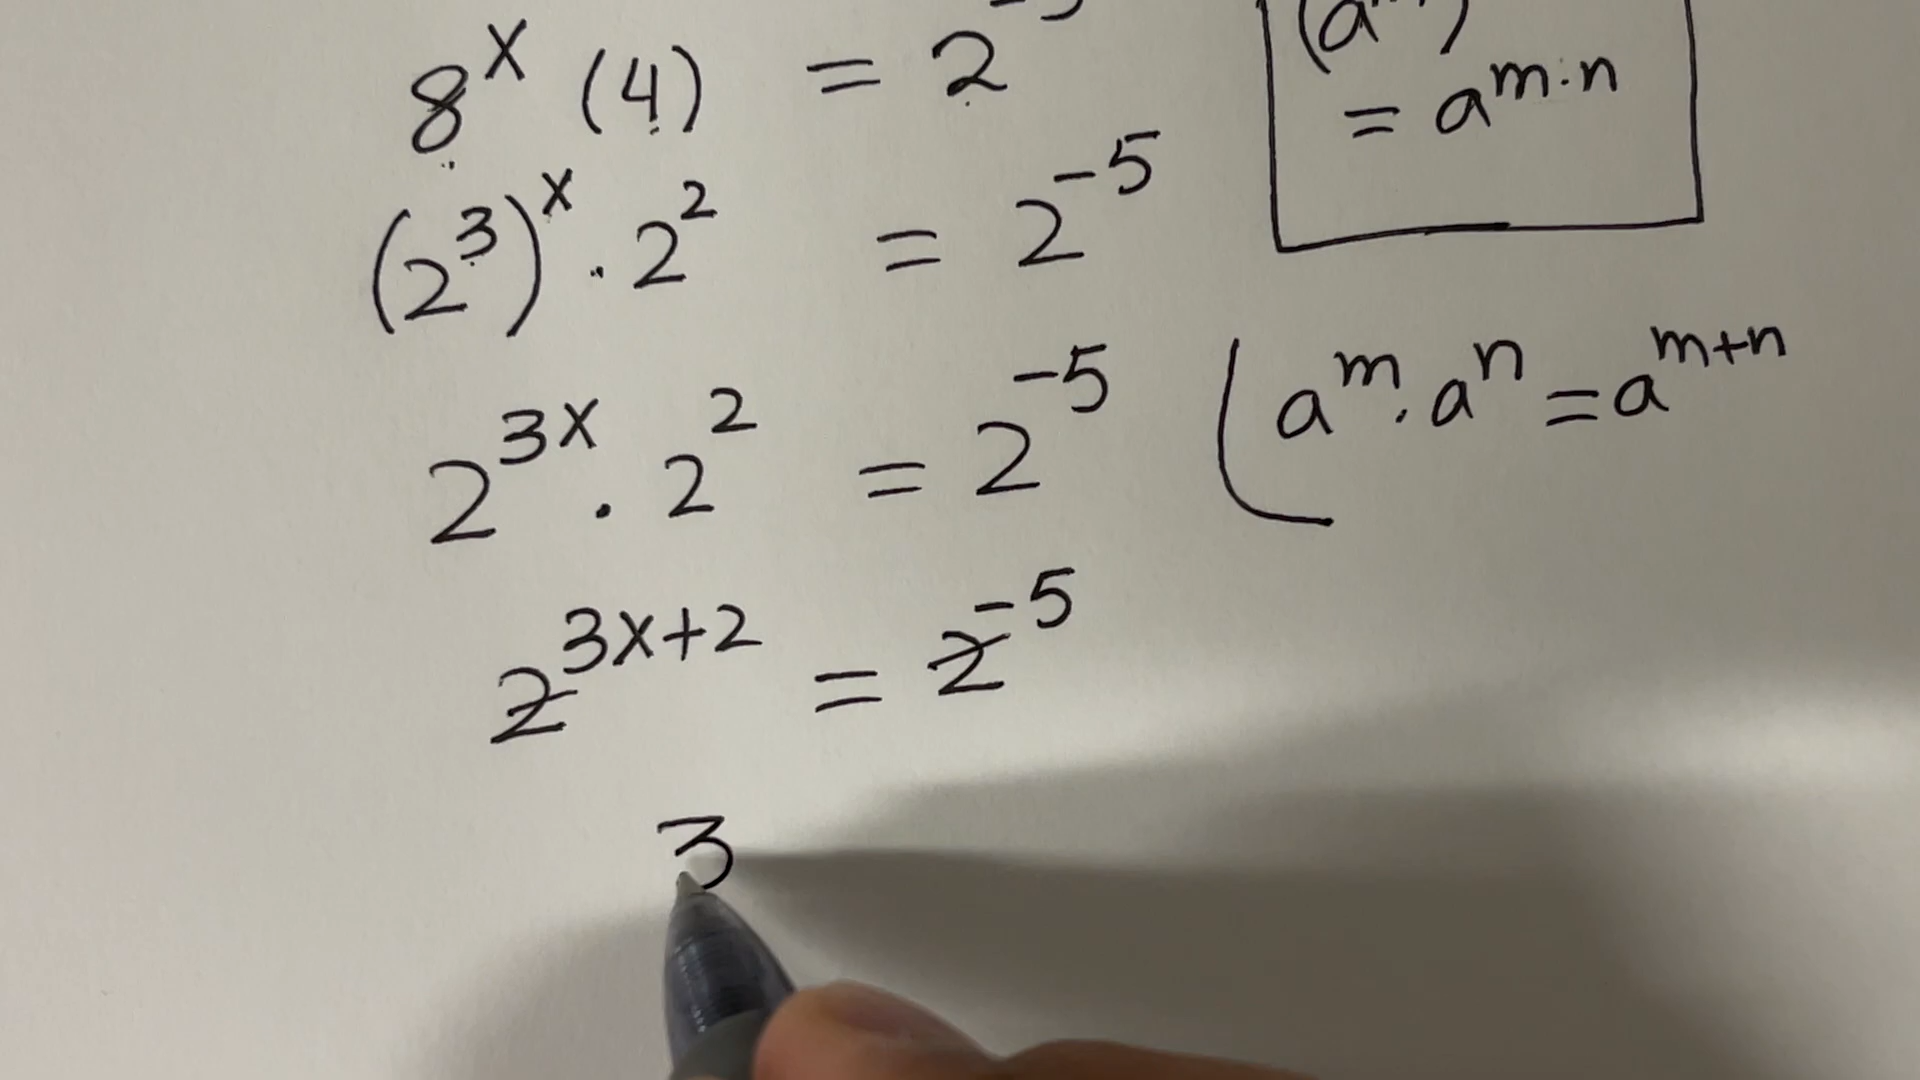 8^x (4) = 2^-5
(a^m)
= a^m·n
(2^3)^x · 2^2 = 2^-5
2^3x · 2^2 = 2^-5
a^m · a^n = a^m+n
2^3x+2 = 2^-5
3